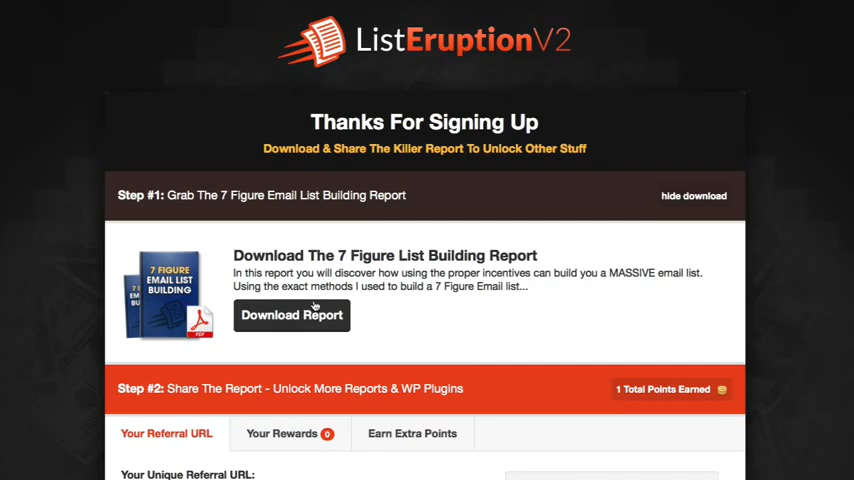 ListEruptionV2
Thanks For Signing Up
Download & Share The Killer Report To Unlock Other Stuff
Step #1: Grab The 7 Figure Email List Building Report
hide download
7 FIGURE
EMAIL LIST
BUILDING
PDF
Download The 7 Figure List Building Report
In this report you will discover how using the proper incentives can build you a MASSIVE email list.
Using the exact methods I used to build a 7 Figure Email list...
Download Report
Step #2: Share The Report - Unlock More Reports & WP Plugins
1 Total Points Earned
Your Referral URL
Your Rewards 0
Earn Extra Points
Your Unique Referral URL: